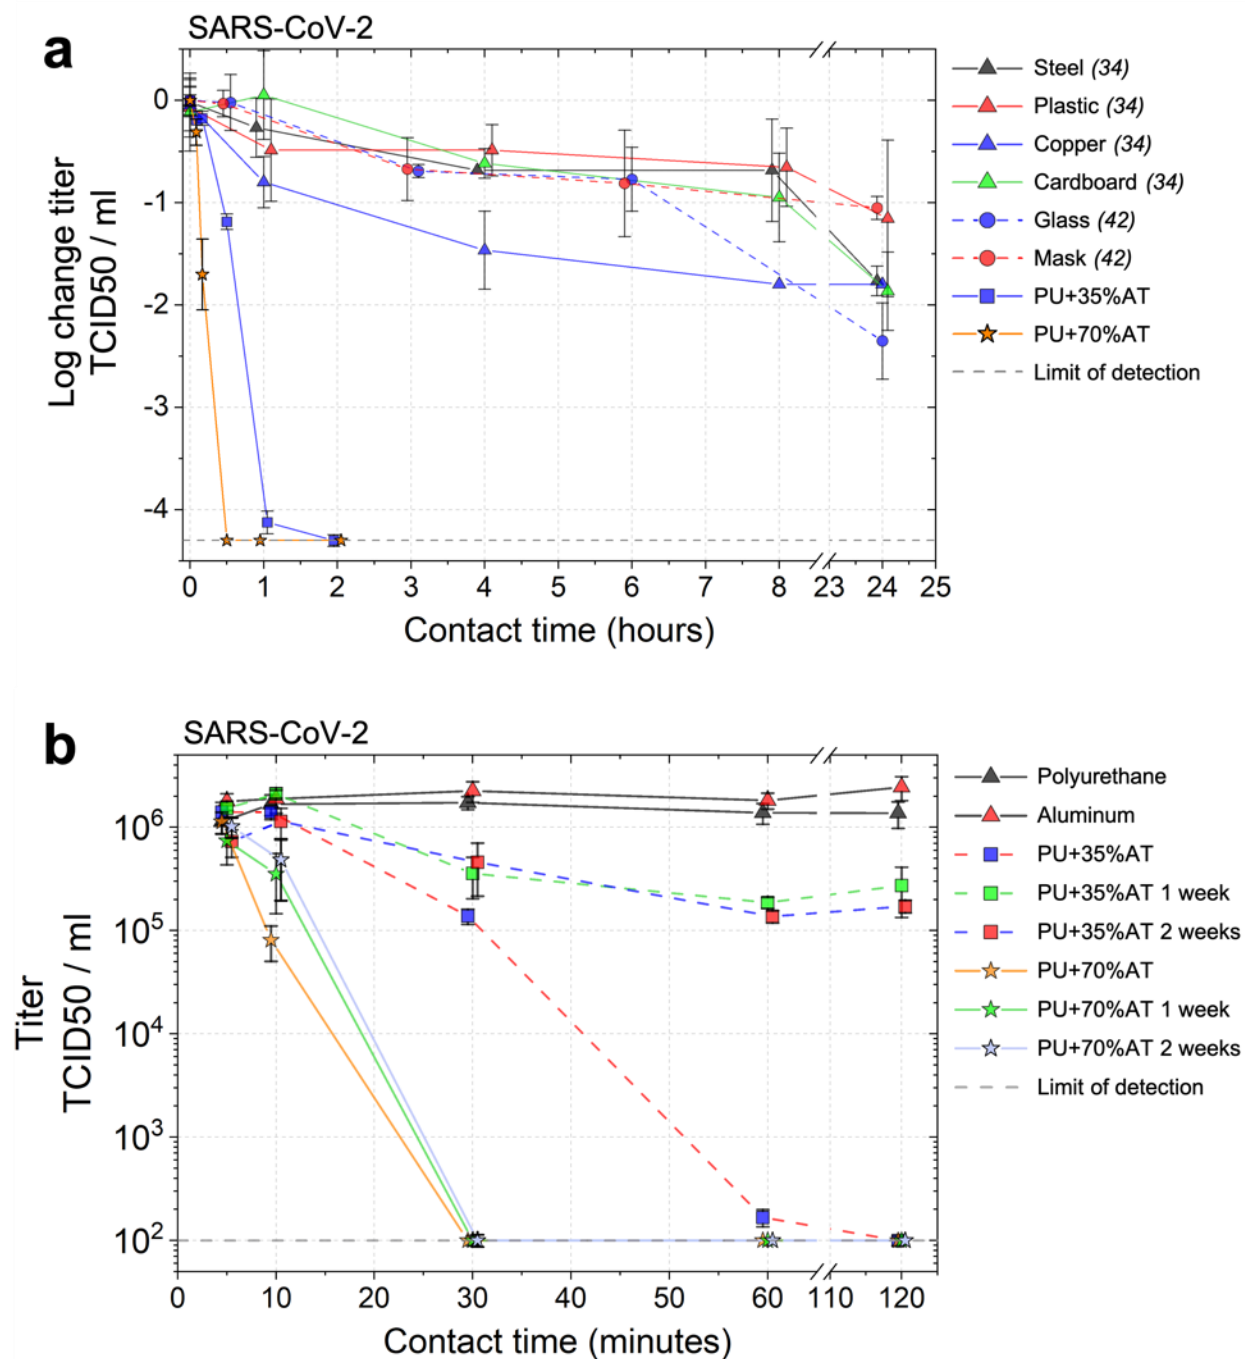 a
SARS-CoV-2
Log change titer
TCID50 / ml
0
-1
-2
-3
-4
0 1 2 3 4 5 6 7 8 23 24 25
Contact time (hours)
Steel (34)
Plastic (34)
Copper (34)
Cardboard (34)
Glass (42)
Mask (42)
PU+35%AT
PU+70%AT
Limit of detection
b
SARS-CoV-2
Titer
TCID50 / ml
10⁶
10⁵
10⁴
10³
10²
0 10 20 30 40 50 60 110 120
Contact time (minutes)
Polyurethane
Aluminum
PU+35%AT
PU+35%AT 1 week
PU+35%AT 2 weeks
PU+70%AT
PU+70%AT 1 week
PU+70%AT 2 weeks
Limit of detection